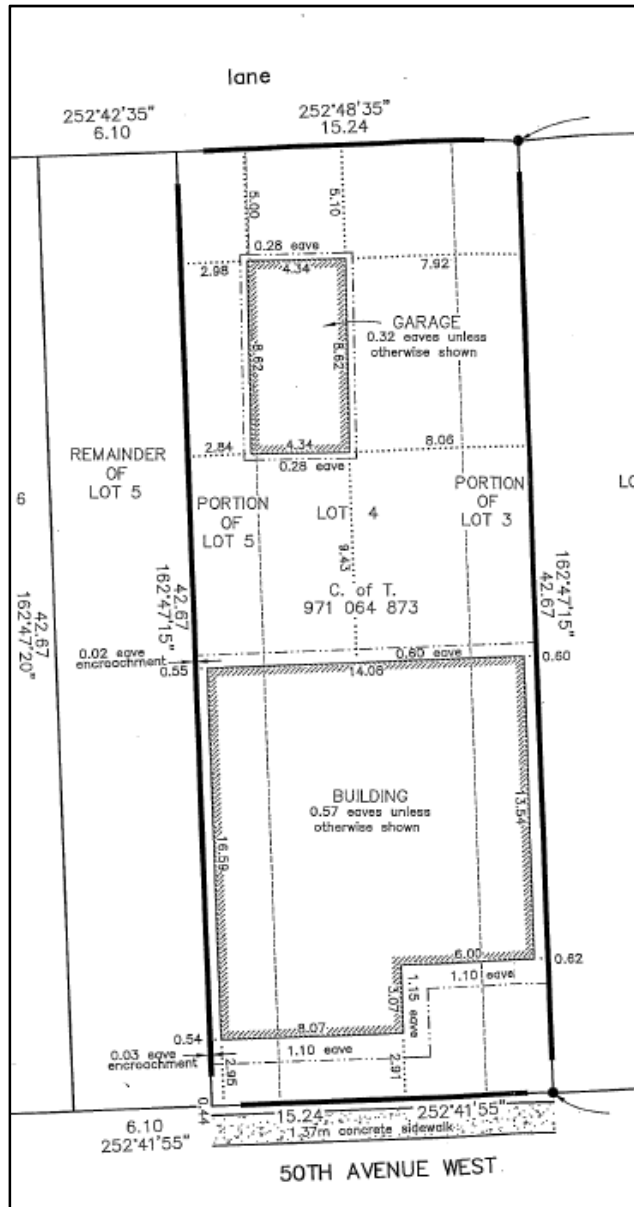 lane
252°42'35"
6.10
252°48'35"
15.24
5.00
5.10
0.28 eave
2.98
4.34
7.92
GARAGE
0.32 eaves unless
otherwise shown
8.62
8.62
2.84
4.34
8.06
0.28 eave
REMAINDER
OF
LOT 5
6
PORTION
OF
LOT 5
LOT 4
PORTION
OF
LOT 3
9.43
C. of T.
971 064 873
42.67
162°47'20"
42.67
162°47'15"
162°47'15"
42.67
0.02 eave
encroachment
0.55
0.60 eave
0.60
14.06
BUILDING
0.57 eaves unless
otherwise shown
16.59
13.54
6.00
0.62
1.10 eave
3.07
1.15 eave
0.54
8.07
0.03 eave
encroachment
1.10 eave
2.95
2.91
0.44
6.10
252°41'55"
15.24
252°41'55"
1.37m concrete sidewalk
50TH AVENUE WEST